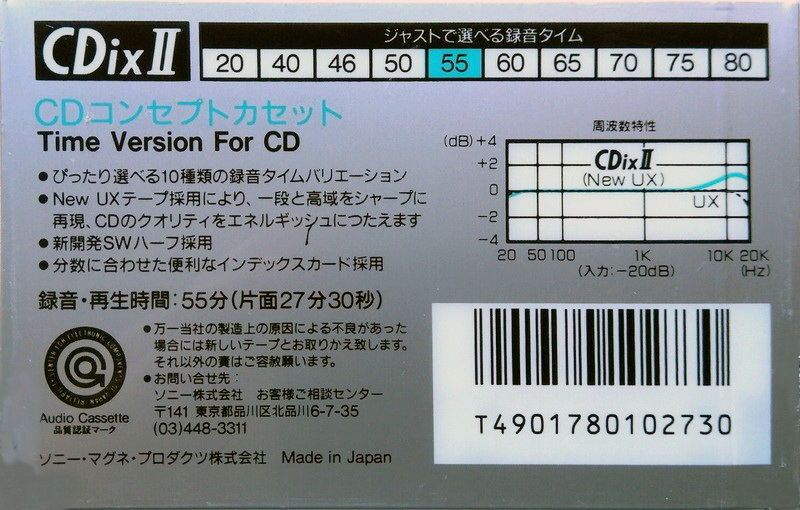 CDixⅡ
ジャストで選べる録音タイム
20 40 46 50 55 60 65 70 75 80
CDコンセプトカセット
Time Version For CD
●ぴったり選べる10種類の録音タイムバリエーション
●New UXテープ採用により、一段と高域をシャープに
再現、CDのクオリティをエネルギッシュにつたえます
●新開発SWハーフ採用
●分数に合わせた便利なインデックスカード採用
録音・再生時間:55分(片面27分30秒)
周波数特性
(dB) +4
+2
0
−2
−4
CDixⅡ
(New UX)
UX
20 50 100 1K 10K 20K
(入力:−20dB) (Hz)
●万一当社の製造上の原因による不良があった
場合には新しいテープとお取りかえ致します。
それ以外の責はご容赦願います。
●お問い合せ先:
ソニー株式会社 お客様ご相談センター
〒141 東京都品川区北品川6-7-35
(03)448-3311
Audio Cassette
品質認証マーク
ソニー・マグネ・プロダクツ株式会社 Made in Japan
T4901780102730